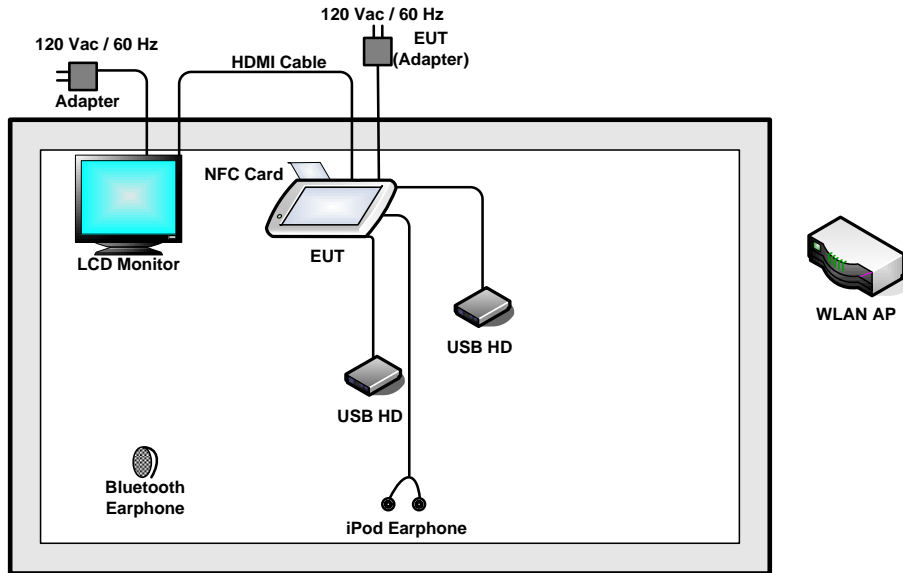 120 Vac / 60 Hz
EUT
(Adapter)
120 Vac / 60 Hz
Adapter
HDMI Cable
NFC Card
LCD Monitor
EUT
WLAN AP
USB HD
USB HD
Bluetooth
Earphone
iPod Earphone